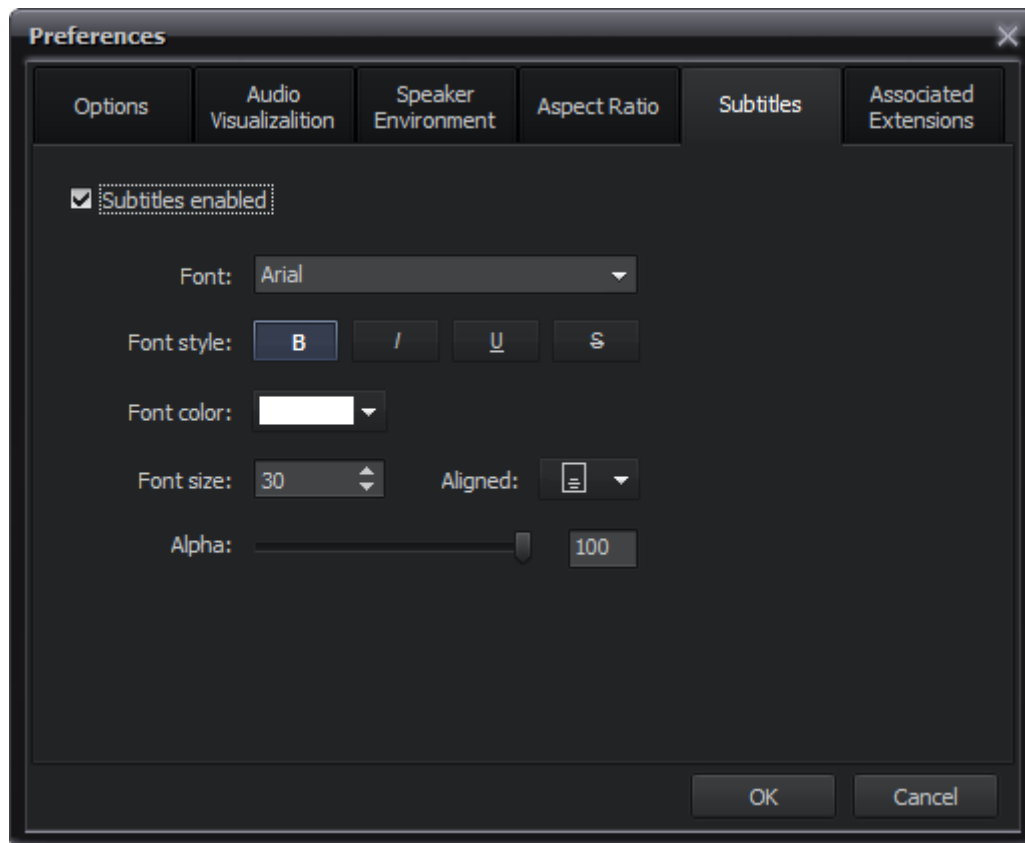 Preferences
Options
Audio
Visualizalition
Speaker
Environment
Aspect Ratio
Subtitles
Associated
Extensions
Subtitles enabled
Font: Arial
Font style: B I U S
Font color:
Font size: 30 Aligned:
Alpha: 100
OK Cancel